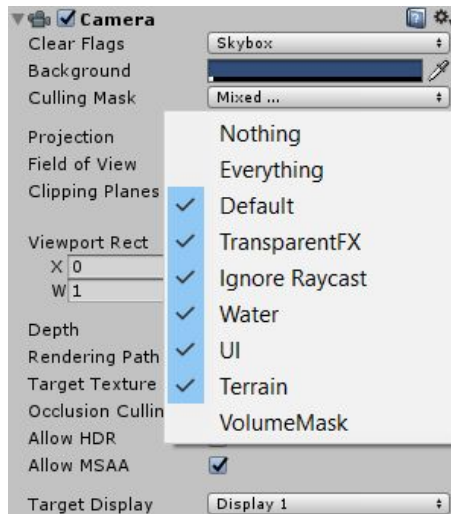 Camera
Clear Flags Skybox
Background
Culling Mask Mixed ...
Nothing
Projection
Everything
Field of View
Default
Clipping Planes
TransparentFX
Viewport Rect
Ignore Raycast
X 0
W 1
Water
Depth
UI
Rendering Path
Target Texture
Terrain
Occlusion Cullin
VolumeMask
Allow HDR
Allow MSAA
Target Display Display 1